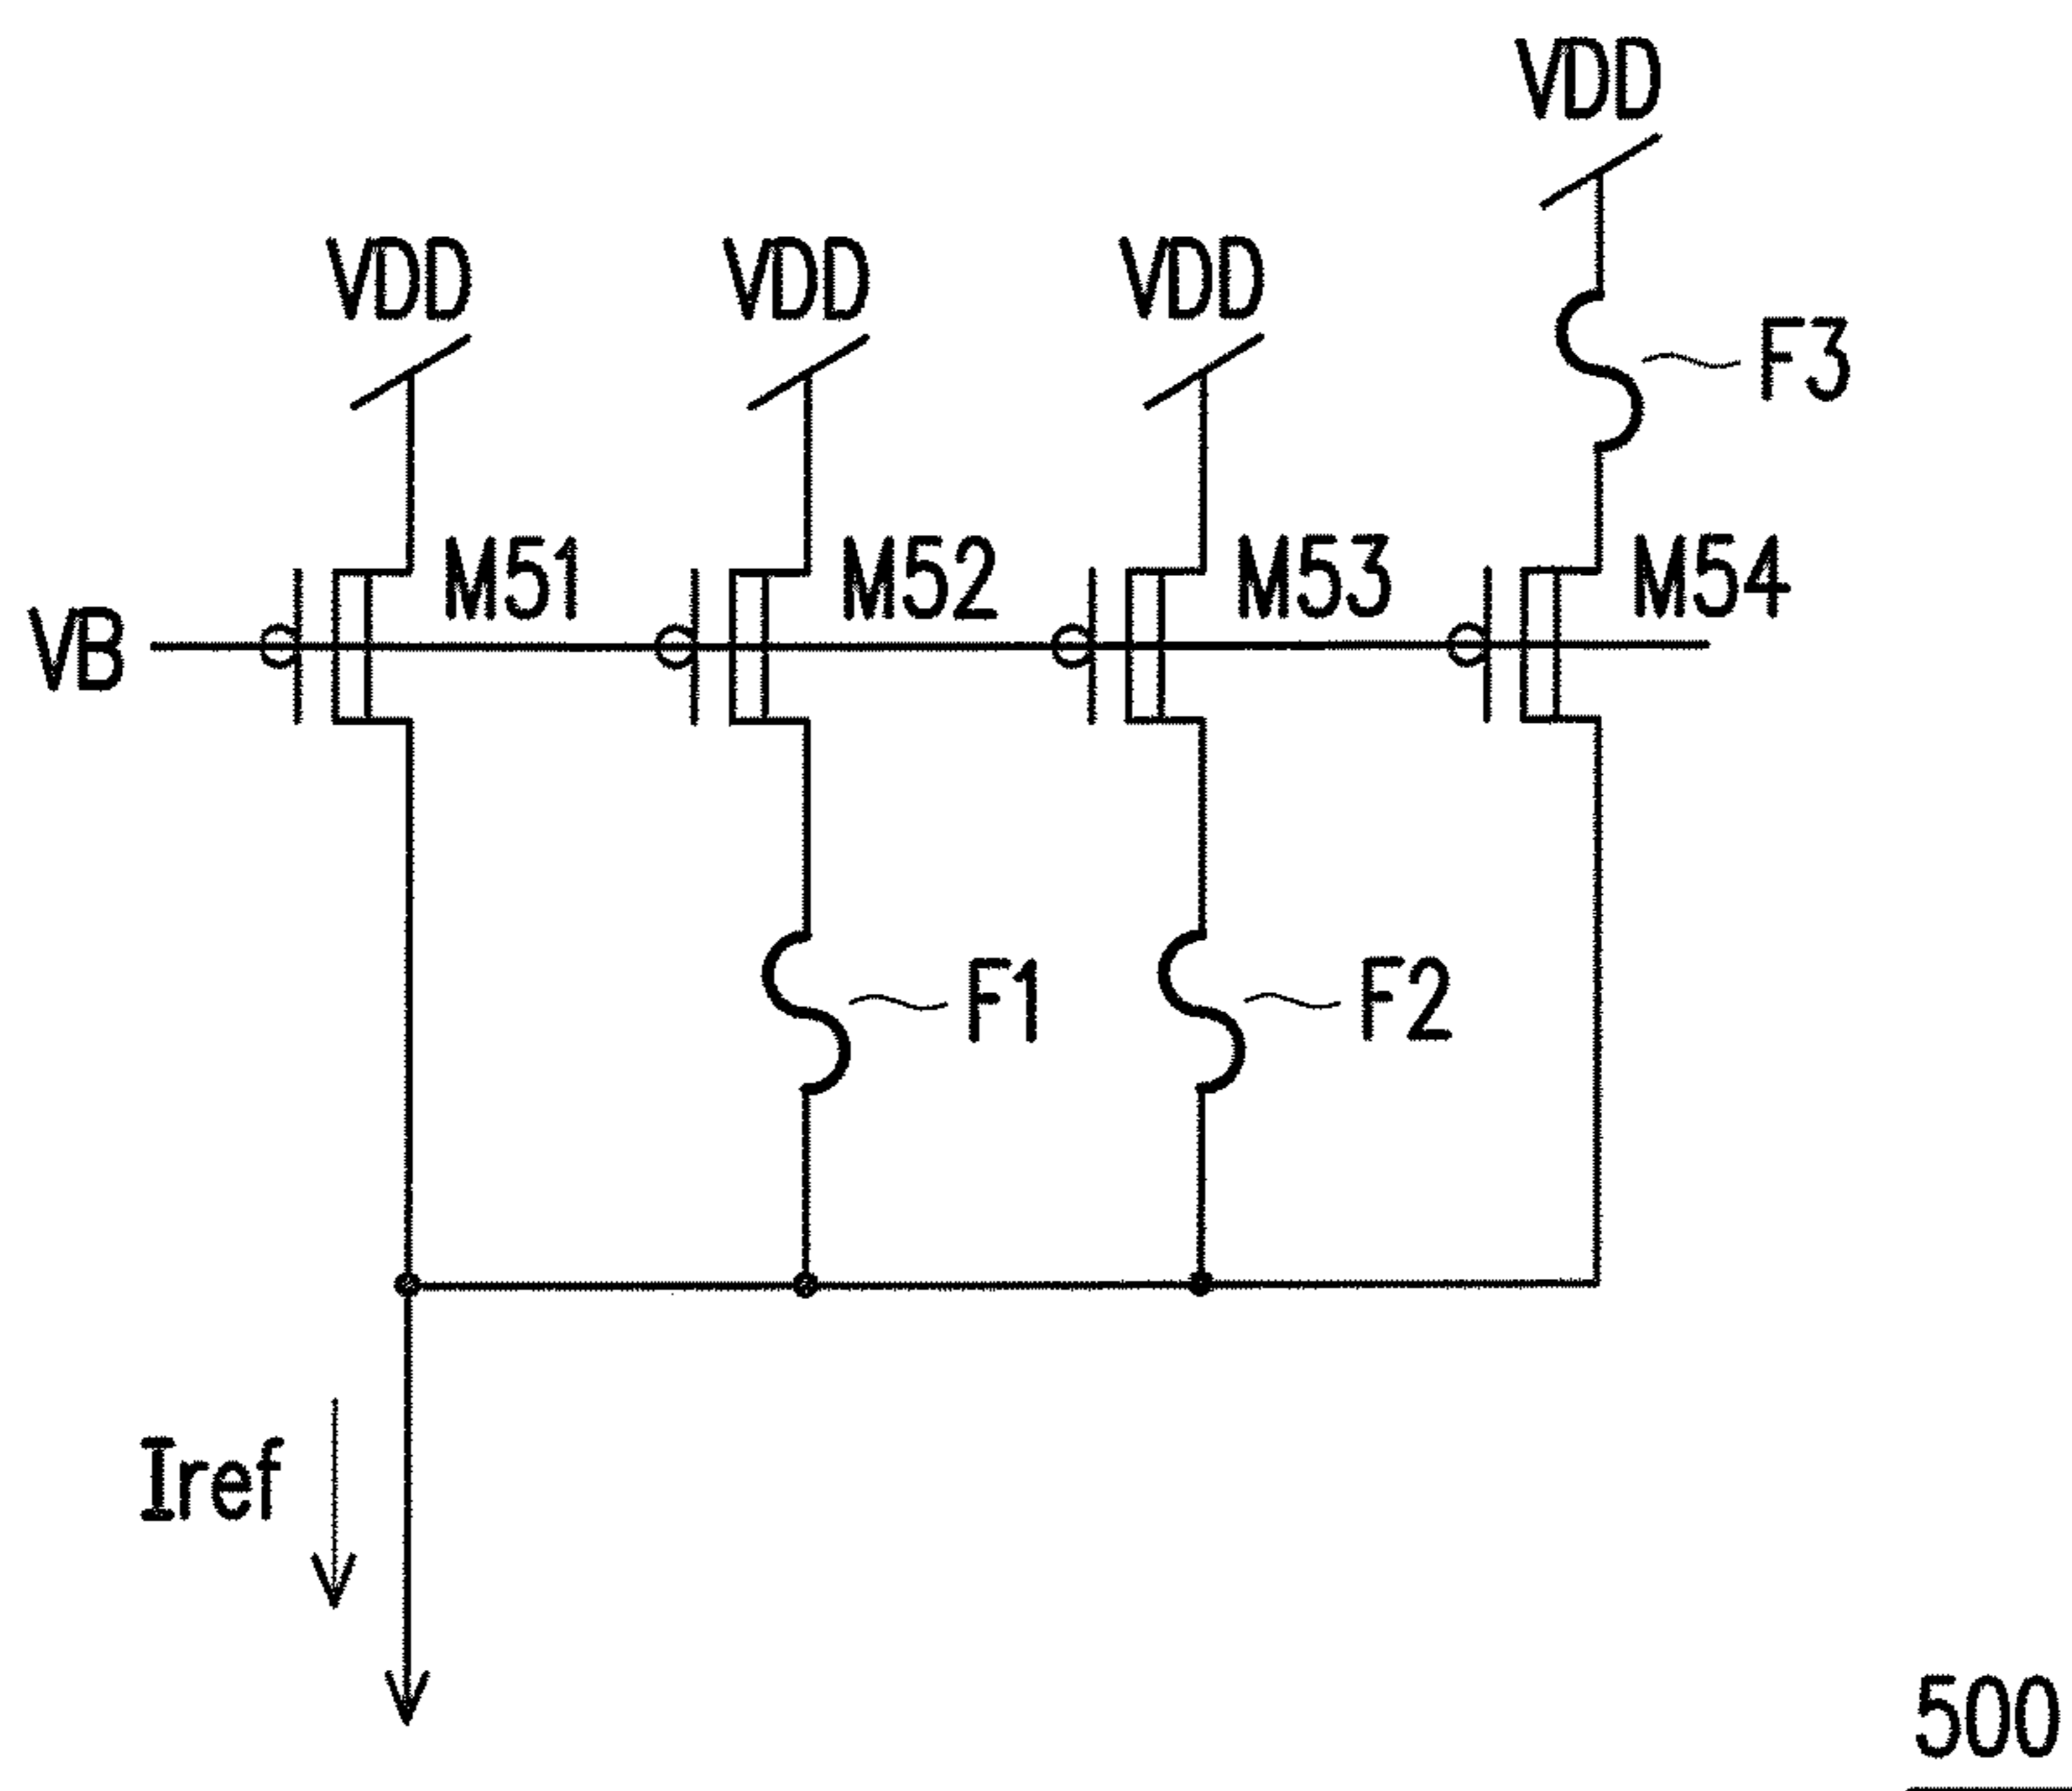 VDD
VDD VDD VDD
F3
M51 M52 M53 M54
VB
F1 F2
Iref
500